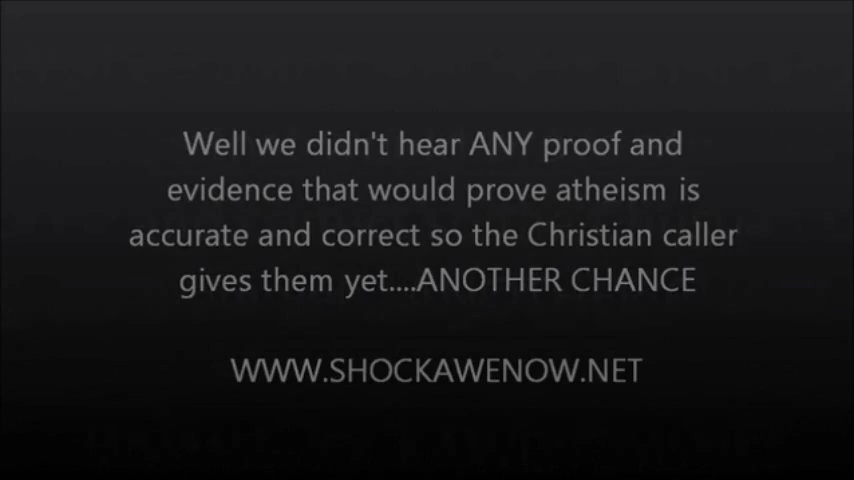 Well we didn't hear ANY proof and
evidence that would prove atheism is
accurate and correct so the Christian caller
gives them yet....ANOTHER CHANCE
WWW.SHOCKAWENOW.NET